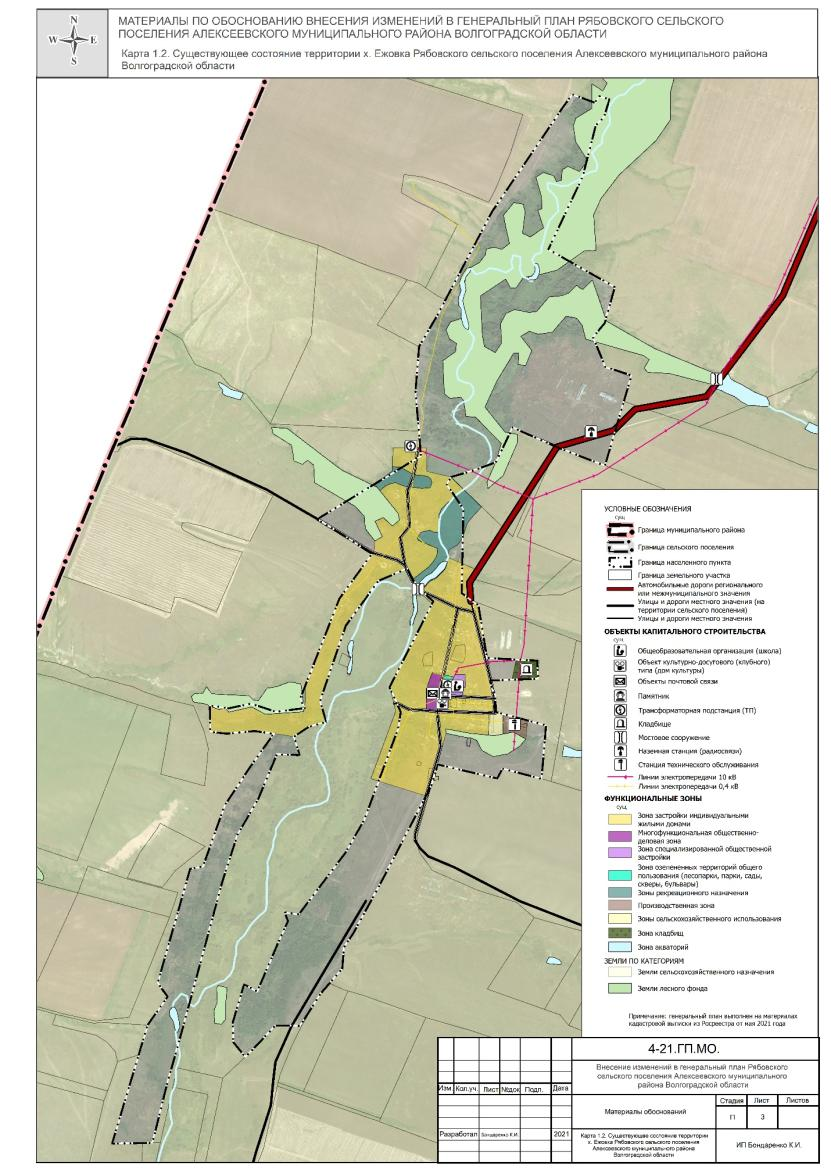 N
W E
S
МАТЕРИАЛЫ ПО ОБОСНОВАНИЮ ВНЕСЕНИЯ ИЗМЕНЕНИЙ В ГЕНЕРАЛЬНЫЙ ПЛАН РЯБОВСКОГО СЕЛЬСКОГО
ПОСЕЛЕНИЯ АЛЕКСЕЕВСКОГО МУНИЦИПАЛЬНОГО РАЙОНА ВОЛГОГРАДСКОЙ ОБЛАСТИ
Карта 1.2. Существующее состояние территории х. Ежовка Рябовского сельского поселения Алексеевского муниципального района
Волгоградской области
УСЛОВНЫЕ ОБОЗНАЧЕНИЯ
сущ
Граница муниципального района
Граница сельского поселения
Граница населенного пункта
Граница земельного участка
Автомобильные дороги регионального
или межмуниципального значения
Улицы и дороги местного значения (на
территории сельского поселения)
Улицы и дороги местного значения
ОБЪЕКТЫ КАПИТАЛЬНОГО СТРОИТЕЛЬСТВА
сущ
Общеобразовательная организация (школа)
Объект культурно-досугового (клубного)
типа (дом культуры)
Объекты почтовой связи
Памятник
Трансформаторная подстанция (ТП)
Кладбище
Мостовое сооружение
Наземная станция (радиосвязи)
Станция технического обслуживания
Линии электропередачи 10 кВ
Линии электропередачи 0,4 кВ
ФУНКЦИОНАЛЬНЫЕ ЗОНЫ
сущ
Зона застройки индивидуальными
жилыми домами
Многофункциональная общественно-
деловая зона
Зона специализированной общественной
застройки
Зона озелененных территорий общего
пользования (лесопарки, парки, сады,
скверы, бульвары)
Зоны рекреационного назначения
Производственная зона
Зоны сельскохозяйственного использования
Зона кладбищ
Зона акваторий
ЗЕМЛИ ПО КАТЕГОРИЯМ
Земли сельскохозяйственного назначения
Земли лесного фонда
Примечание: генеральный план выполнен на материалах
кадастровой выписки из Росреестра от мая 2021 года
4-21.ГП.МО.
Внесение изменений в генеральный план Рябовского
сельского поселения Алексеевского муниципального
района Волгоградской области
Изм. Кол.уч. Лист №док Подп. Дата
Материалы обоснований
Стадия Лист Листов
П 3
Разработал Бондаренко К.И. 2021
Карта 1.2. Существующее состояние территории
х. Ежовка Рябовского сельского поселения
Алексеевского муниципального района
Волгоградской области
ИП Бондаренко К.И.